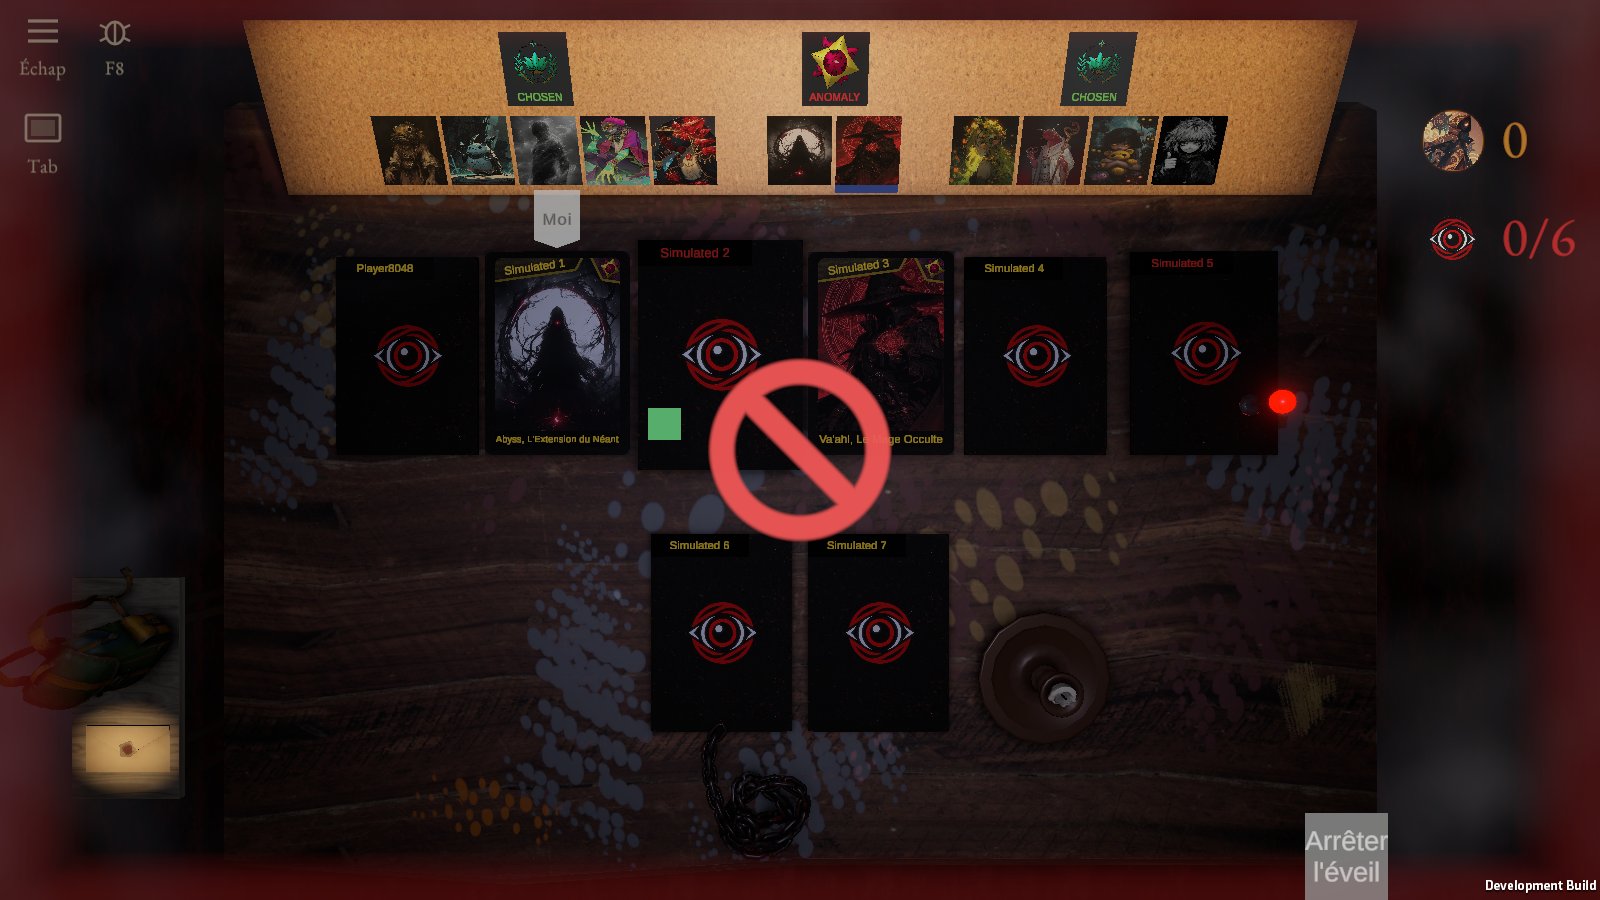 Échap
F8
Tab
CHOSEN
ANOMALY
CHOSEN
0
0/6
Moi
Player8048
Simulated 1
Simulated 2
Simulated 3
Simulated 4
Simulated 5
Abyss, L'Extension du Néant
Va'ahl, Le Mage Occulte
Simulated 6
Simulated 7
Arrêter
l'éveil
Development Build